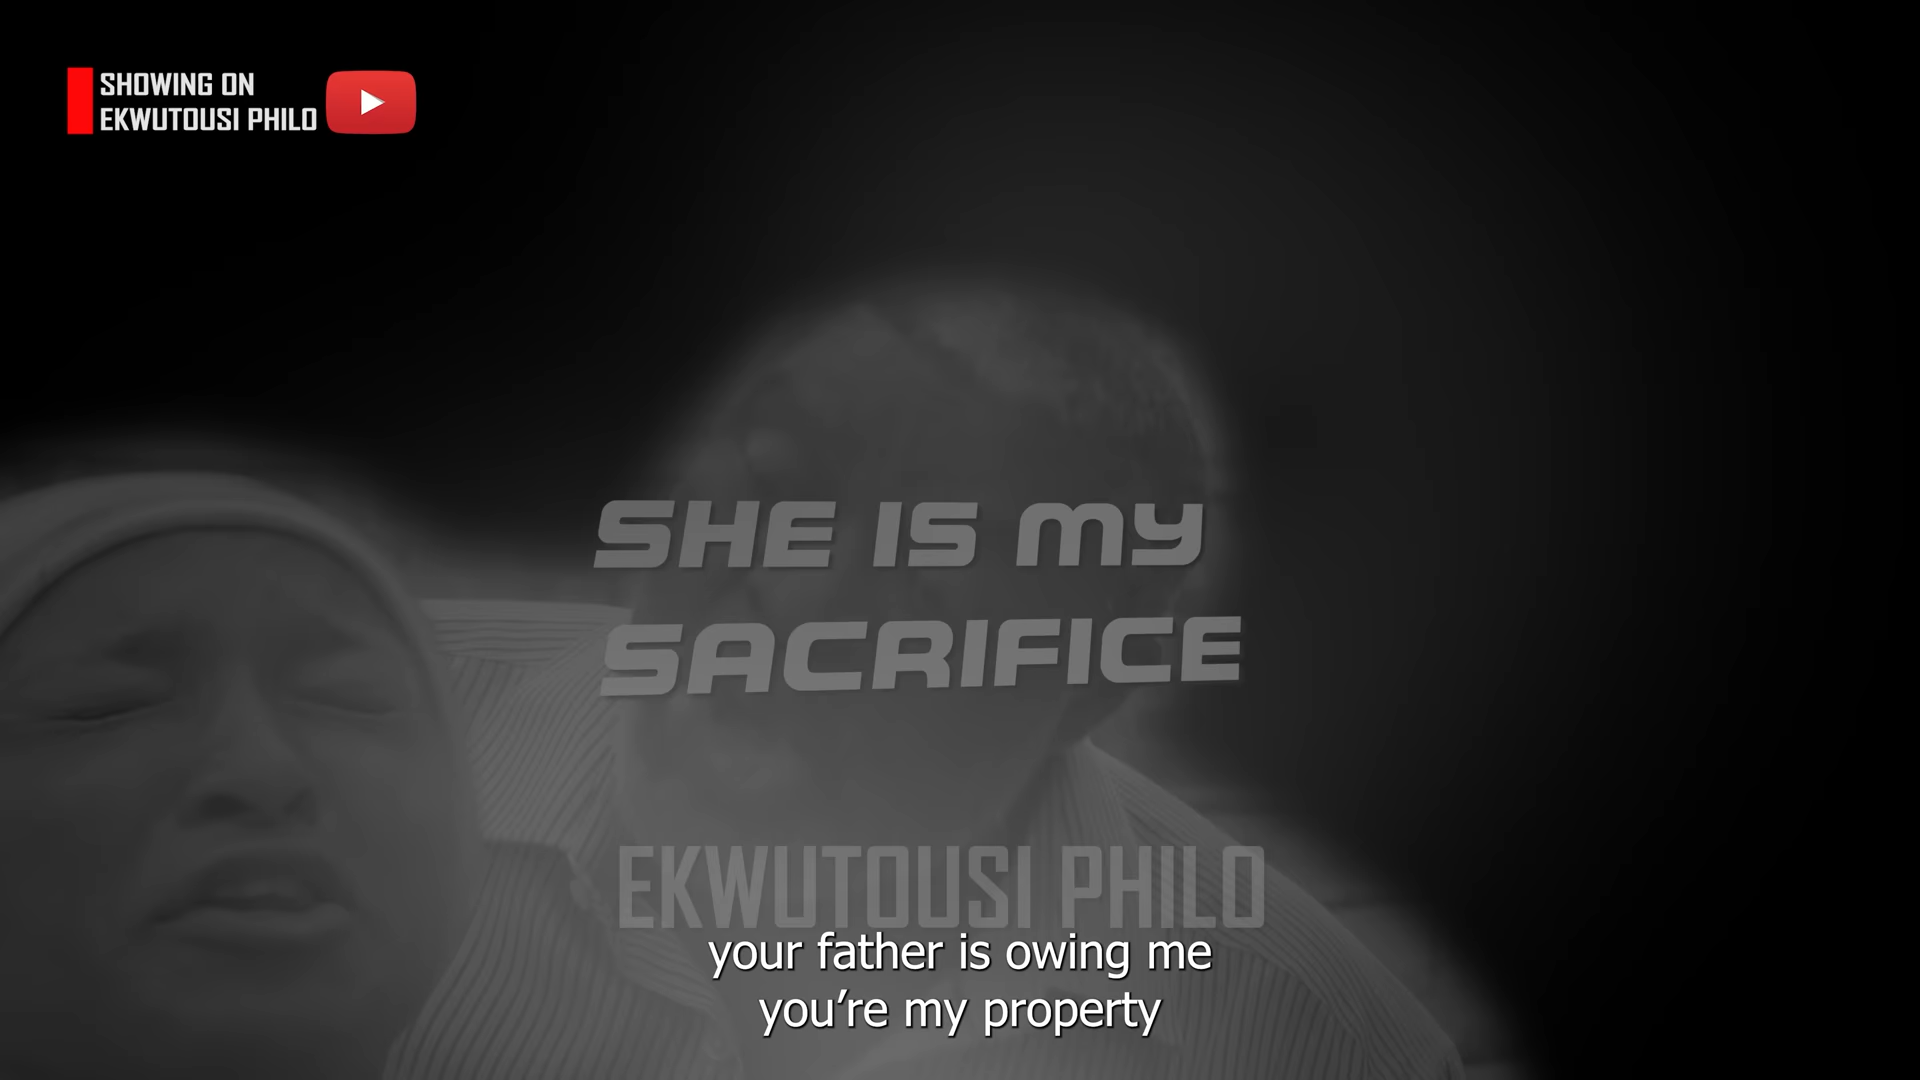 SHOWING ON
EKWUTOUSI PHILO
SHE IS MY
SACRIFICE
EKWUTOUSI PHILO
your father is owing me
you’re my property